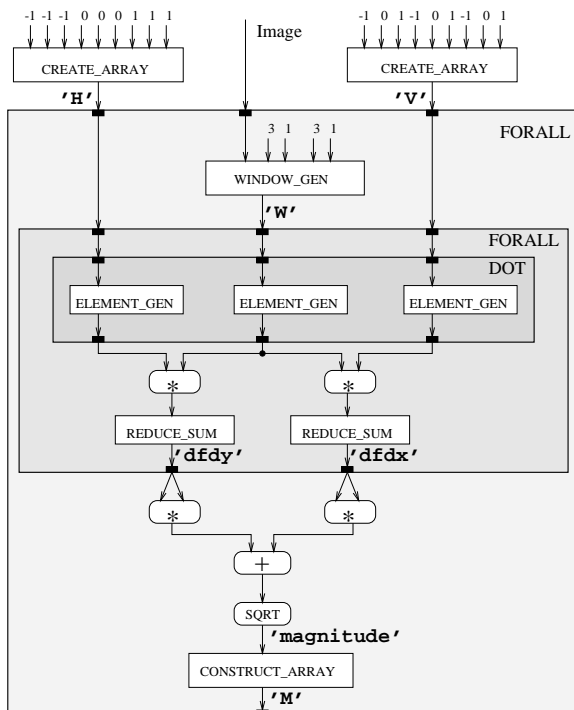 -1 -1 -1 0 0 0 1 1 1
Image
-1 0 1 -1 0 1 -1 0 1
CREATE_ARRAY
CREATE_ARRAY
'H'
'V'
FORALL
3 1 3 1
WINDOW_GEN
'W'
FORALL
DOT
ELEMENT_GEN
ELEMENT_GEN
ELEMENT_GEN
*
*
REDUCE_SUM
REDUCE_SUM
'dfdy'
'dfdx'
*
*
+
SQRT
'magnitude'
CONSTRUCT_ARRAY
'M'